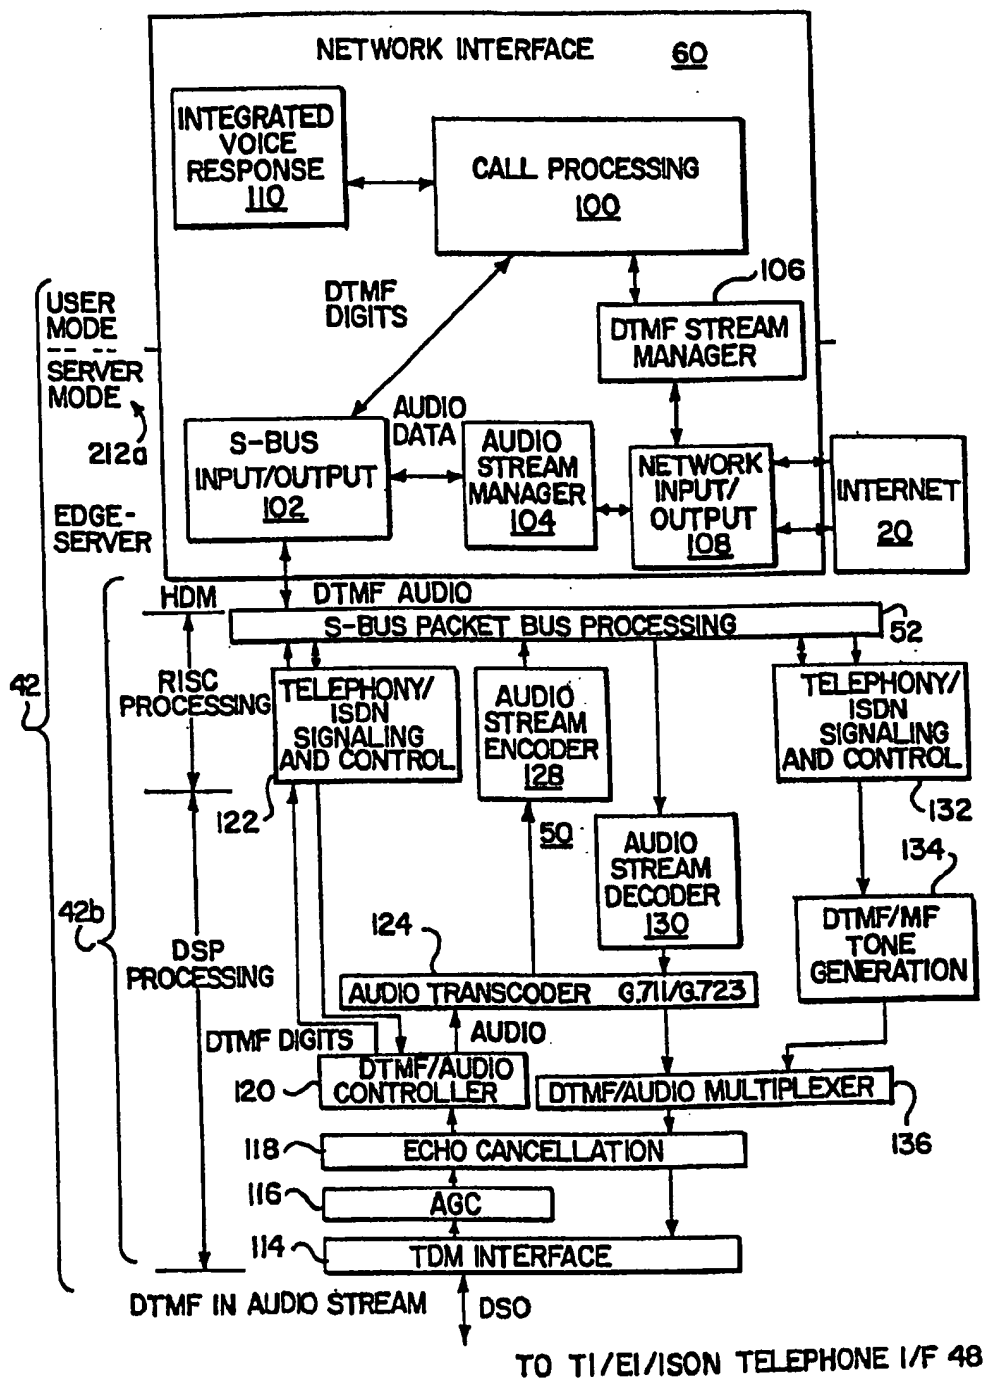 NETWORK INTERFACE
60
INTEGRATED
VOICE
RESPONSE
110
CALL PROCESSING
100
DTMF
DIGITS
106
DTMF STREAM
MANAGER
USER
MODE
SERVER
MODE
212a
EDGE-
SERVER
S-BUS
INPUT/OUTPUT
102
AUDIO
DATA
AUDIO
STREAM
MANAGER
104
NETWORK
INPUT/
OUTPUT
108
INTERNET
20
HDM
DTMF AUDIO
S-BUS PACKET BUS PROCESSING
52
42
RISC
PROCESSING
TELEPHONY/
ISDN
SIGNALING
AND CONTROL
122
AUDIO
STREAM
ENCODER
128
50
TELEPHONY/
ISDN
SIGNALING
AND CONTROL
132
AUDIO
STREAM
DECODER
130
134
DTMF/MF
TONE
GENERATION
42b
DSP
PROCESSING
124
AUDIO TRANSCODER G.711/G.723
DTMF DIGITS
AUDIO
120
DTMF/AUDIO
CONTROLLER
DTMF/AUDIO MULTIPLEXER
136
118
ECHO CANCELLATION
116
AGC
114
TDM INTERFACE
DTMF IN AUDIO STREAM
DSO
TO T1/E1/ISON TELEPHONE I/F 48